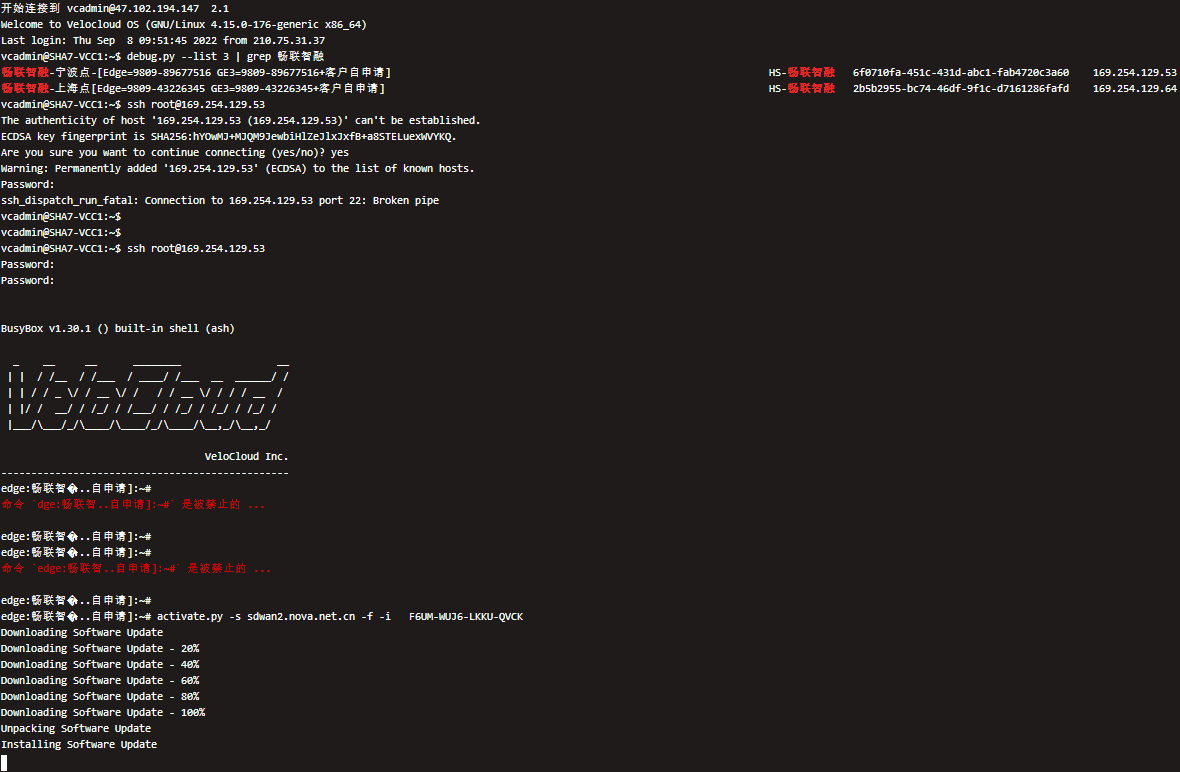 开始连接到 vcadmin@47.102.194.147  2.1
Welcome to Velocloud OS (GNU/Linux 4.15.0-176-generic x86_64)
Last login: Thu Sep  8 09:51:45 2022 from 210.75.31.37
vcadmin@SHA7-VCC1:~$ debug.py --list 3 | grep 畅联智融
畅联智融-宁波点-[Edge=9809-89677516 GE3=9809-89677516+客户自申请]  HS-畅联智融  6f0710fa-451c-431d-abc1-fab4720c3a60  169.254.129.53
畅联智融-上海点[Edge=9809-43226345 GE3=9809-43226345+客户自申请]  HS-畅联智融  2b5b2955-bc74-46df-9f1c-d7161286fafd  169.254.129.64
vcadmin@SHA7-VCC1:~$ ssh root@169.254.129.53
The authenticity of host '169.254.129.53 (169.254.129.53)' can't be established.
ECDSA key fingerprint is SHA256:hYOwMJ+MJQM9JewbiHlZeJlxJxfB+a8STELuexWVYKQ.
Are you sure you want to continue connecting (yes/no)? yes
Warning: Permanently added '169.254.129.53' (ECDSA) to the list of known hosts.
Password:
ssh_dispatch_run_fatal: Connection to 169.254.129.53 port 22: Broken pipe
vcadmin@SHA7-VCC1:~$
vcadmin@SHA7-VCC1:~$
vcadmin@SHA7-VCC1:~$ ssh root@169.254.129.53
Password:
Password:
BusyBox v1.30.1 () built-in shell (ash)
VeloCloud
VeloCloud Inc.
-----------------------------------------------
edge:畅联智�..自申请]:~#
命令 `dge:畅联智..自申请]:~#` 是被禁止的 ...
edge:畅联智�..自申请]:~#
edge:畅联智�..自申请]:~#
命令 `edge:畅联智..自申请]:~#` 是被禁止的 ...
edge:畅联智�..自申请]:~#
edge:畅联智�..自申请]:~# activate.py -s sdwan2.nova.net.cn -f -i   F6UM-WUJ6-LKKU-QVCK
Downloading Software Update
Downloading Software Update - 20%
Downloading Software Update - 40%
Downloading Software Update - 60%
Downloading Software Update - 80%
Downloading Software Update - 100%
Unpacking Software Update
Installing Software Update